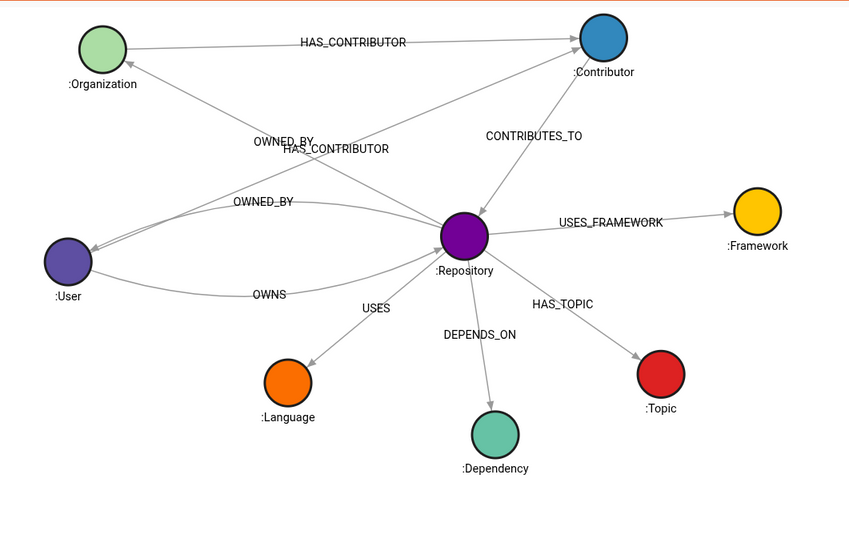 HAS_CONTRIBUTOR
:Contributor
:Organization
CONTRIBUTES_TO
OWNED_BY
HAS_CONTRIBUTOR
OWNED_BY
USES_FRAMEWORK
:Framework
:Repository
:User
OWNS
USES
HAS_TOPIC
DEPENDS_ON
:Topic
:Language
:Dependency